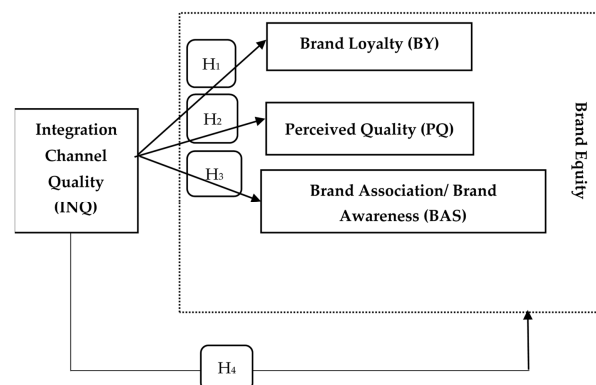 Brand Loyalty (BY)
H1
Integration
Channel
Quality
(INQ)
H2
Perceived Quality (PQ)
H3
Brand Association/ Brand
Awareness (BAS)
Brand Equity
H4